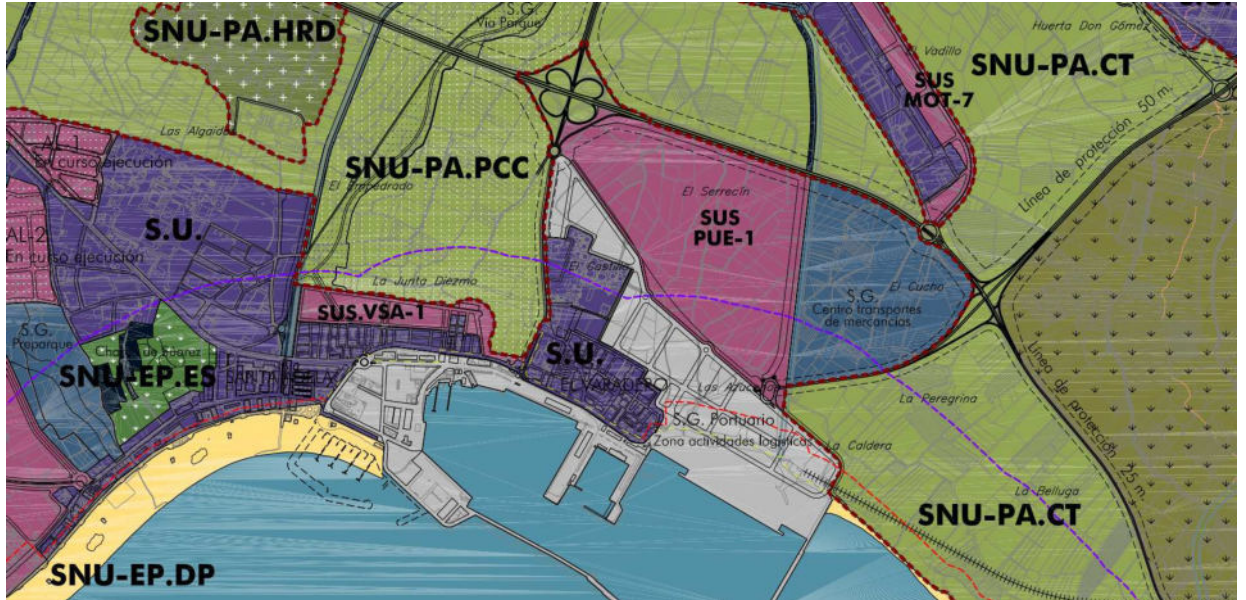 S.G.
Vía Parque
SNU-PA.HRD
Huerta Don Gómez
El Vadillo
SNU-PA.CT
SUS
MOT-7
Línea de protección 50 m.
Las Algaidas
En curso ejecución
El Empedrado
SNU-PA.PCC
El Serrecín
SUS
PUE-1
S.U.
AL-2
En curso ejecución
El Castillo
La Junta Diezmo
El Cucho
S.G.
Centro transportes
de mercancías
SUS.VSA-1
S.G.
Preparque
SNU-EP.ES
S.U.
EL VARADERO
La Peregrina
Línea de protección 25 m.
S.G. Portuario
Zona actividades logísticas
La Caldera
La Belluga
SNU-PA.CT
SNU-EP.DP